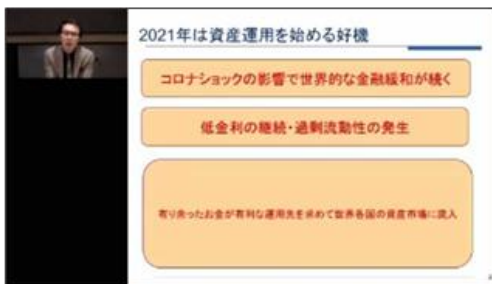 2021年は資産運用を始める好機
コロナショックの影響で世界的な金融緩和が続く
低金利の継続・過剰流動性の発生
有り余ったお金が有利な運用先を求めて世界各国の資産市場に流入